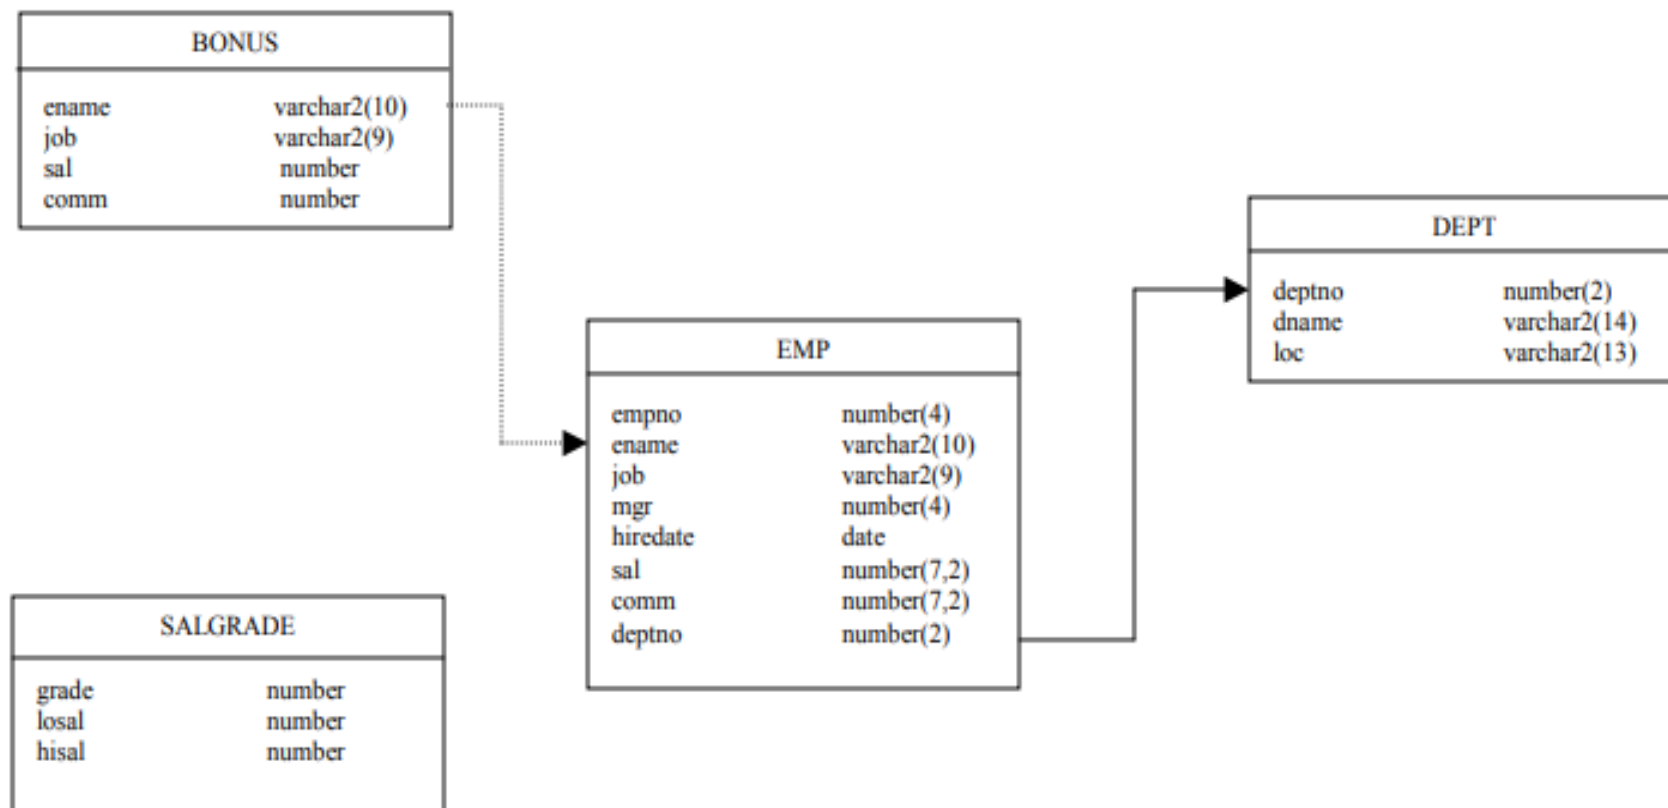 BONUS
ename varchar2(10)
job varchar2(9)
sal number
comm number
DEPT
deptno number(2)
dname varchar2(14)
loc varchar2(13)
EMP
empno number(4)
ename varchar2(10)
job varchar2(9)
mgr number(4)
hiredate date
sal number(7,2)
comm number(7,2)
deptno number(2)
SALGRADE
grade number
losal number
hisal number